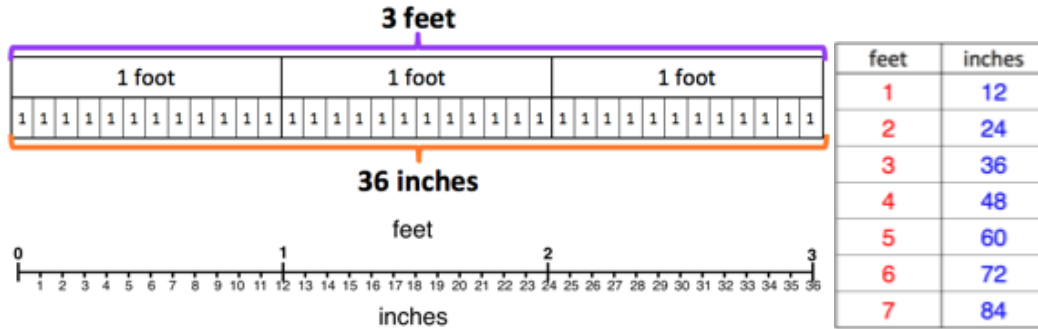 3 feet
1 foot 1 foot 1 foot
1 1 1 1 1 1 1 1 1 1 1 1 1 1 1 1 1 1 1 1 1 1 1 1 1 1 1 1 1 1 1 1 1 1 1 1
36 inches
feet
0 1 2 3
1 2 3 4 5 6 7 8 9 10 11 12 13 14 15 16 17 18 19 20 21 22 23 24 25 26 27 28 29 30 31 32 33 34 35 36
inches
feet inches
1 12
2 24
3 36
4 48
5 60
6 72
7 84